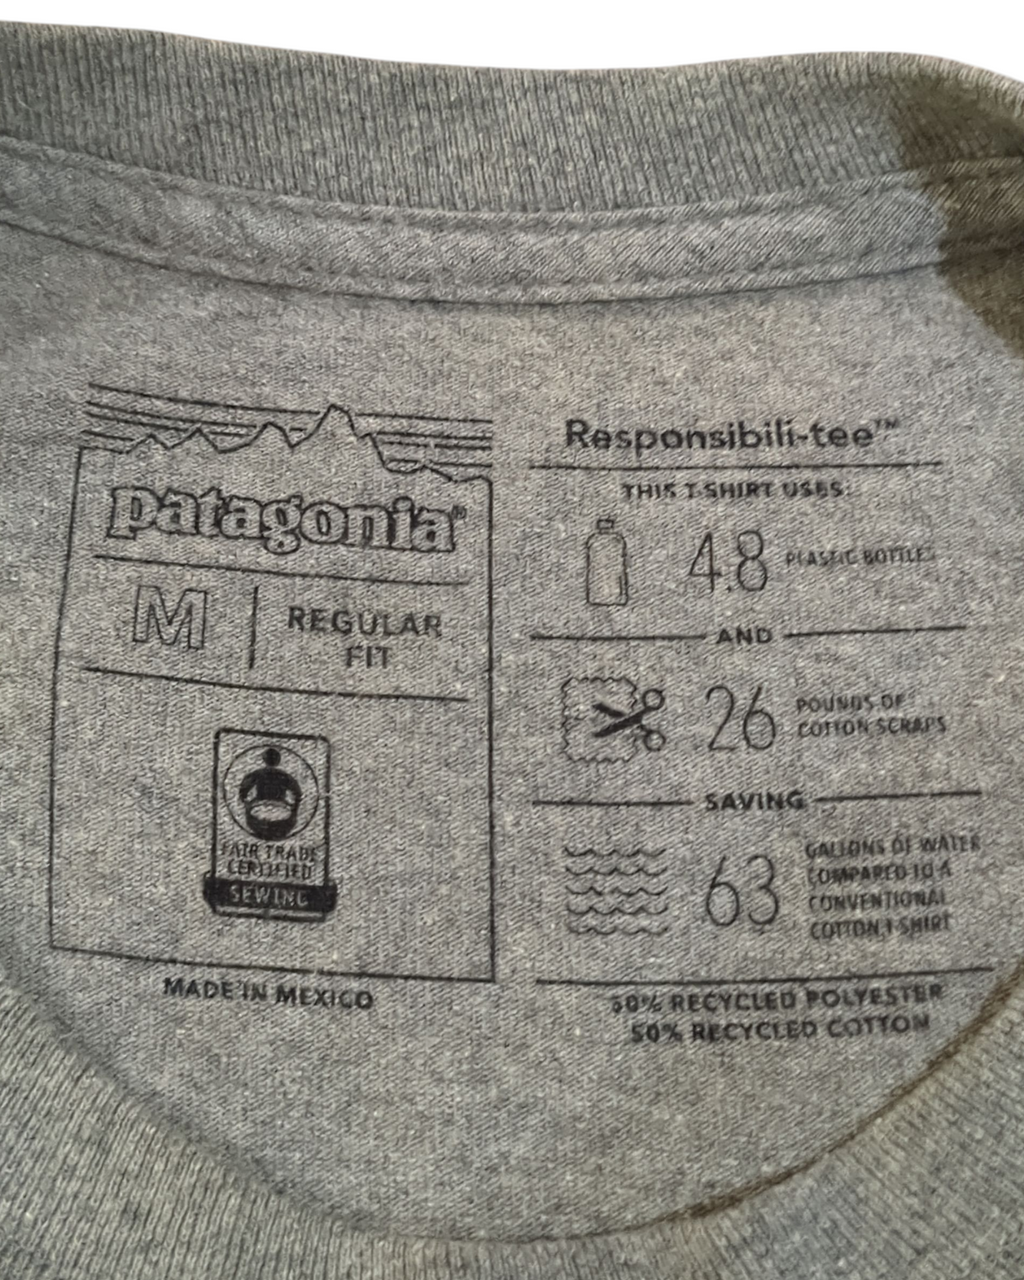 patagonia®
M
REGULAR
FIT
FAIR TRADE
CERTIFIED
SEWING
MADE IN MEXICO
Responsibili-tee™
THIS T-SHIRT USES:
4.8 PLASTIC BOTTLES
AND
26 POUNDS OF
COTTON SCRAPS
SAVING
63 GALLONS OF WATER
COMPARED TO A
CONVENTIONAL
COTTON T-SHIRT
50% RECYCLED POLYESTER
50% RECYCLED COTTON